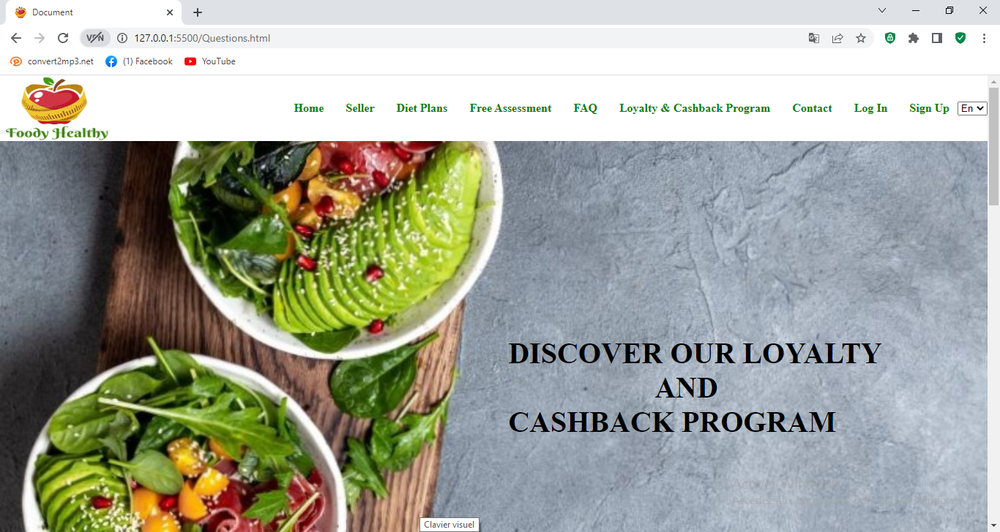 Document
VPN
127.0.0.1:5500/Questions.html
convert2mp3.net
(1) Facebook
YouTube
Foody Healthy
Home
Seller
Diet Plans
Free Assessment
FAQ
Loyalty & Cashback Program
Contact
Log In
Sign Up
En
DISCOVER OUR LOYALTY
AND
CASHBACK PROGRAM
Clavier visuel